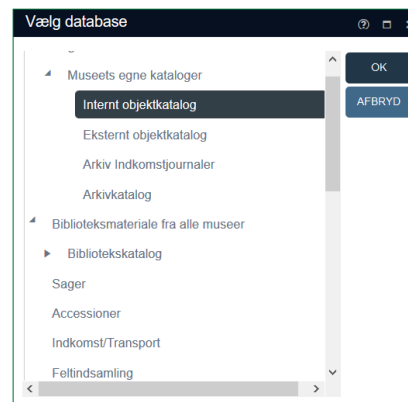 Vælg database
OK
AFBRYD
Museets egne kataloger
Internt objektkatalog
Eksternt objektkatalog
Arkiv Indkomstjournaler
Arkivkatalog
Biblioteksmateriale fra alle museer
Bibliotekskatalog
Sager
Accessioner
Indkomst/Transport
Feltindsamling